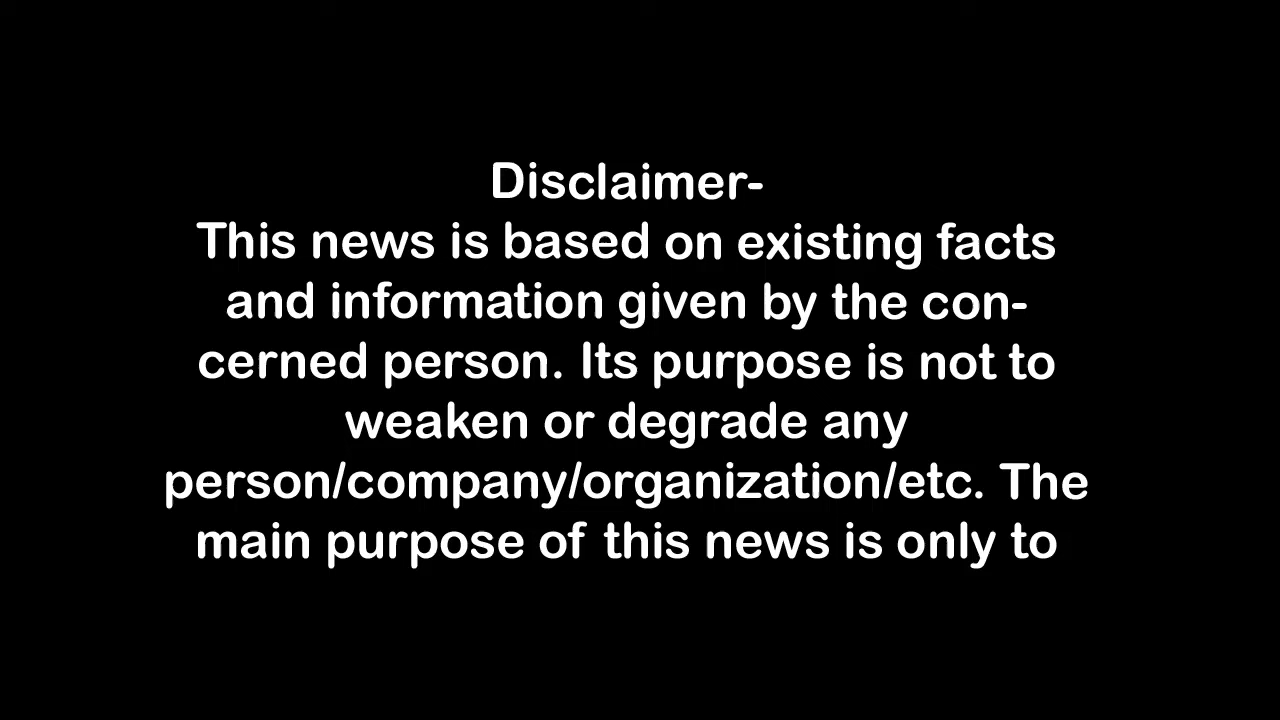 Disclaimer-
This news is based on existing facts
and information given by the con-
cerned person. Its purpose is not to
weaken or degrade any
person/company/organization/etc. The
main purpose of this news is only to